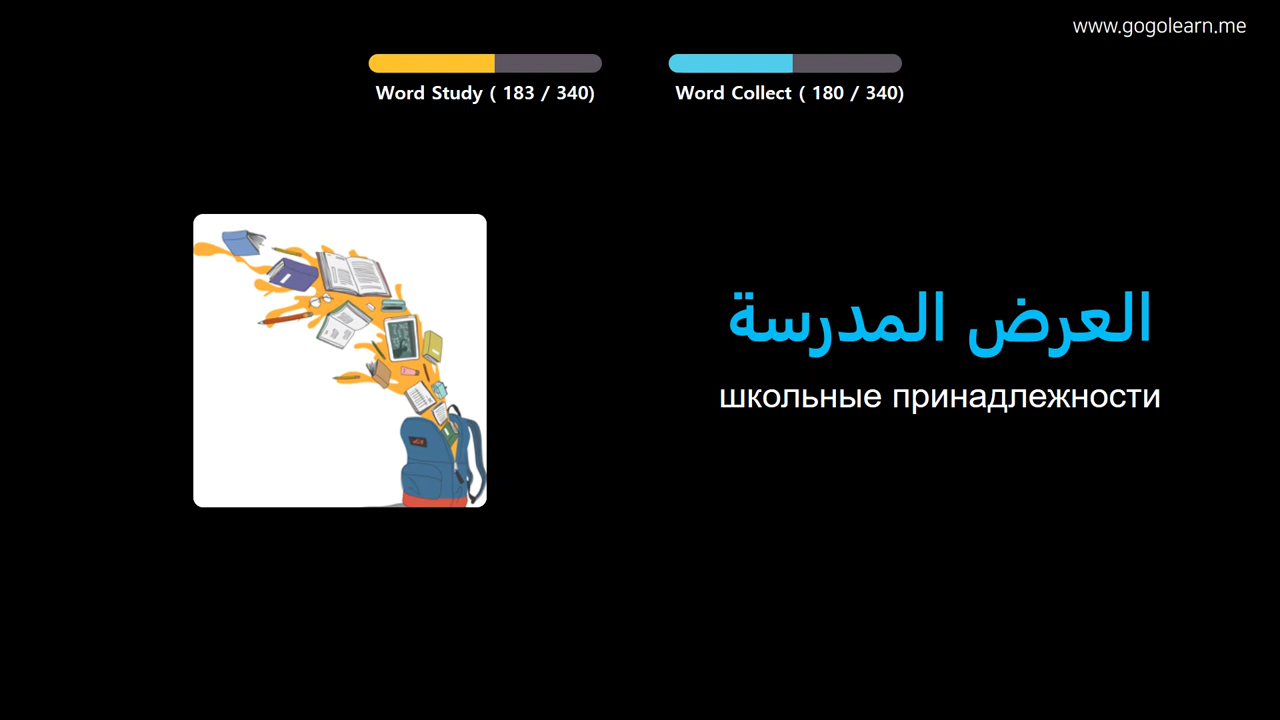 www.gogolearn.me
Word Study ( 183 / 340)
Word Collect ( 180 / 340)
العرض المدرسة
школьные принадлежности